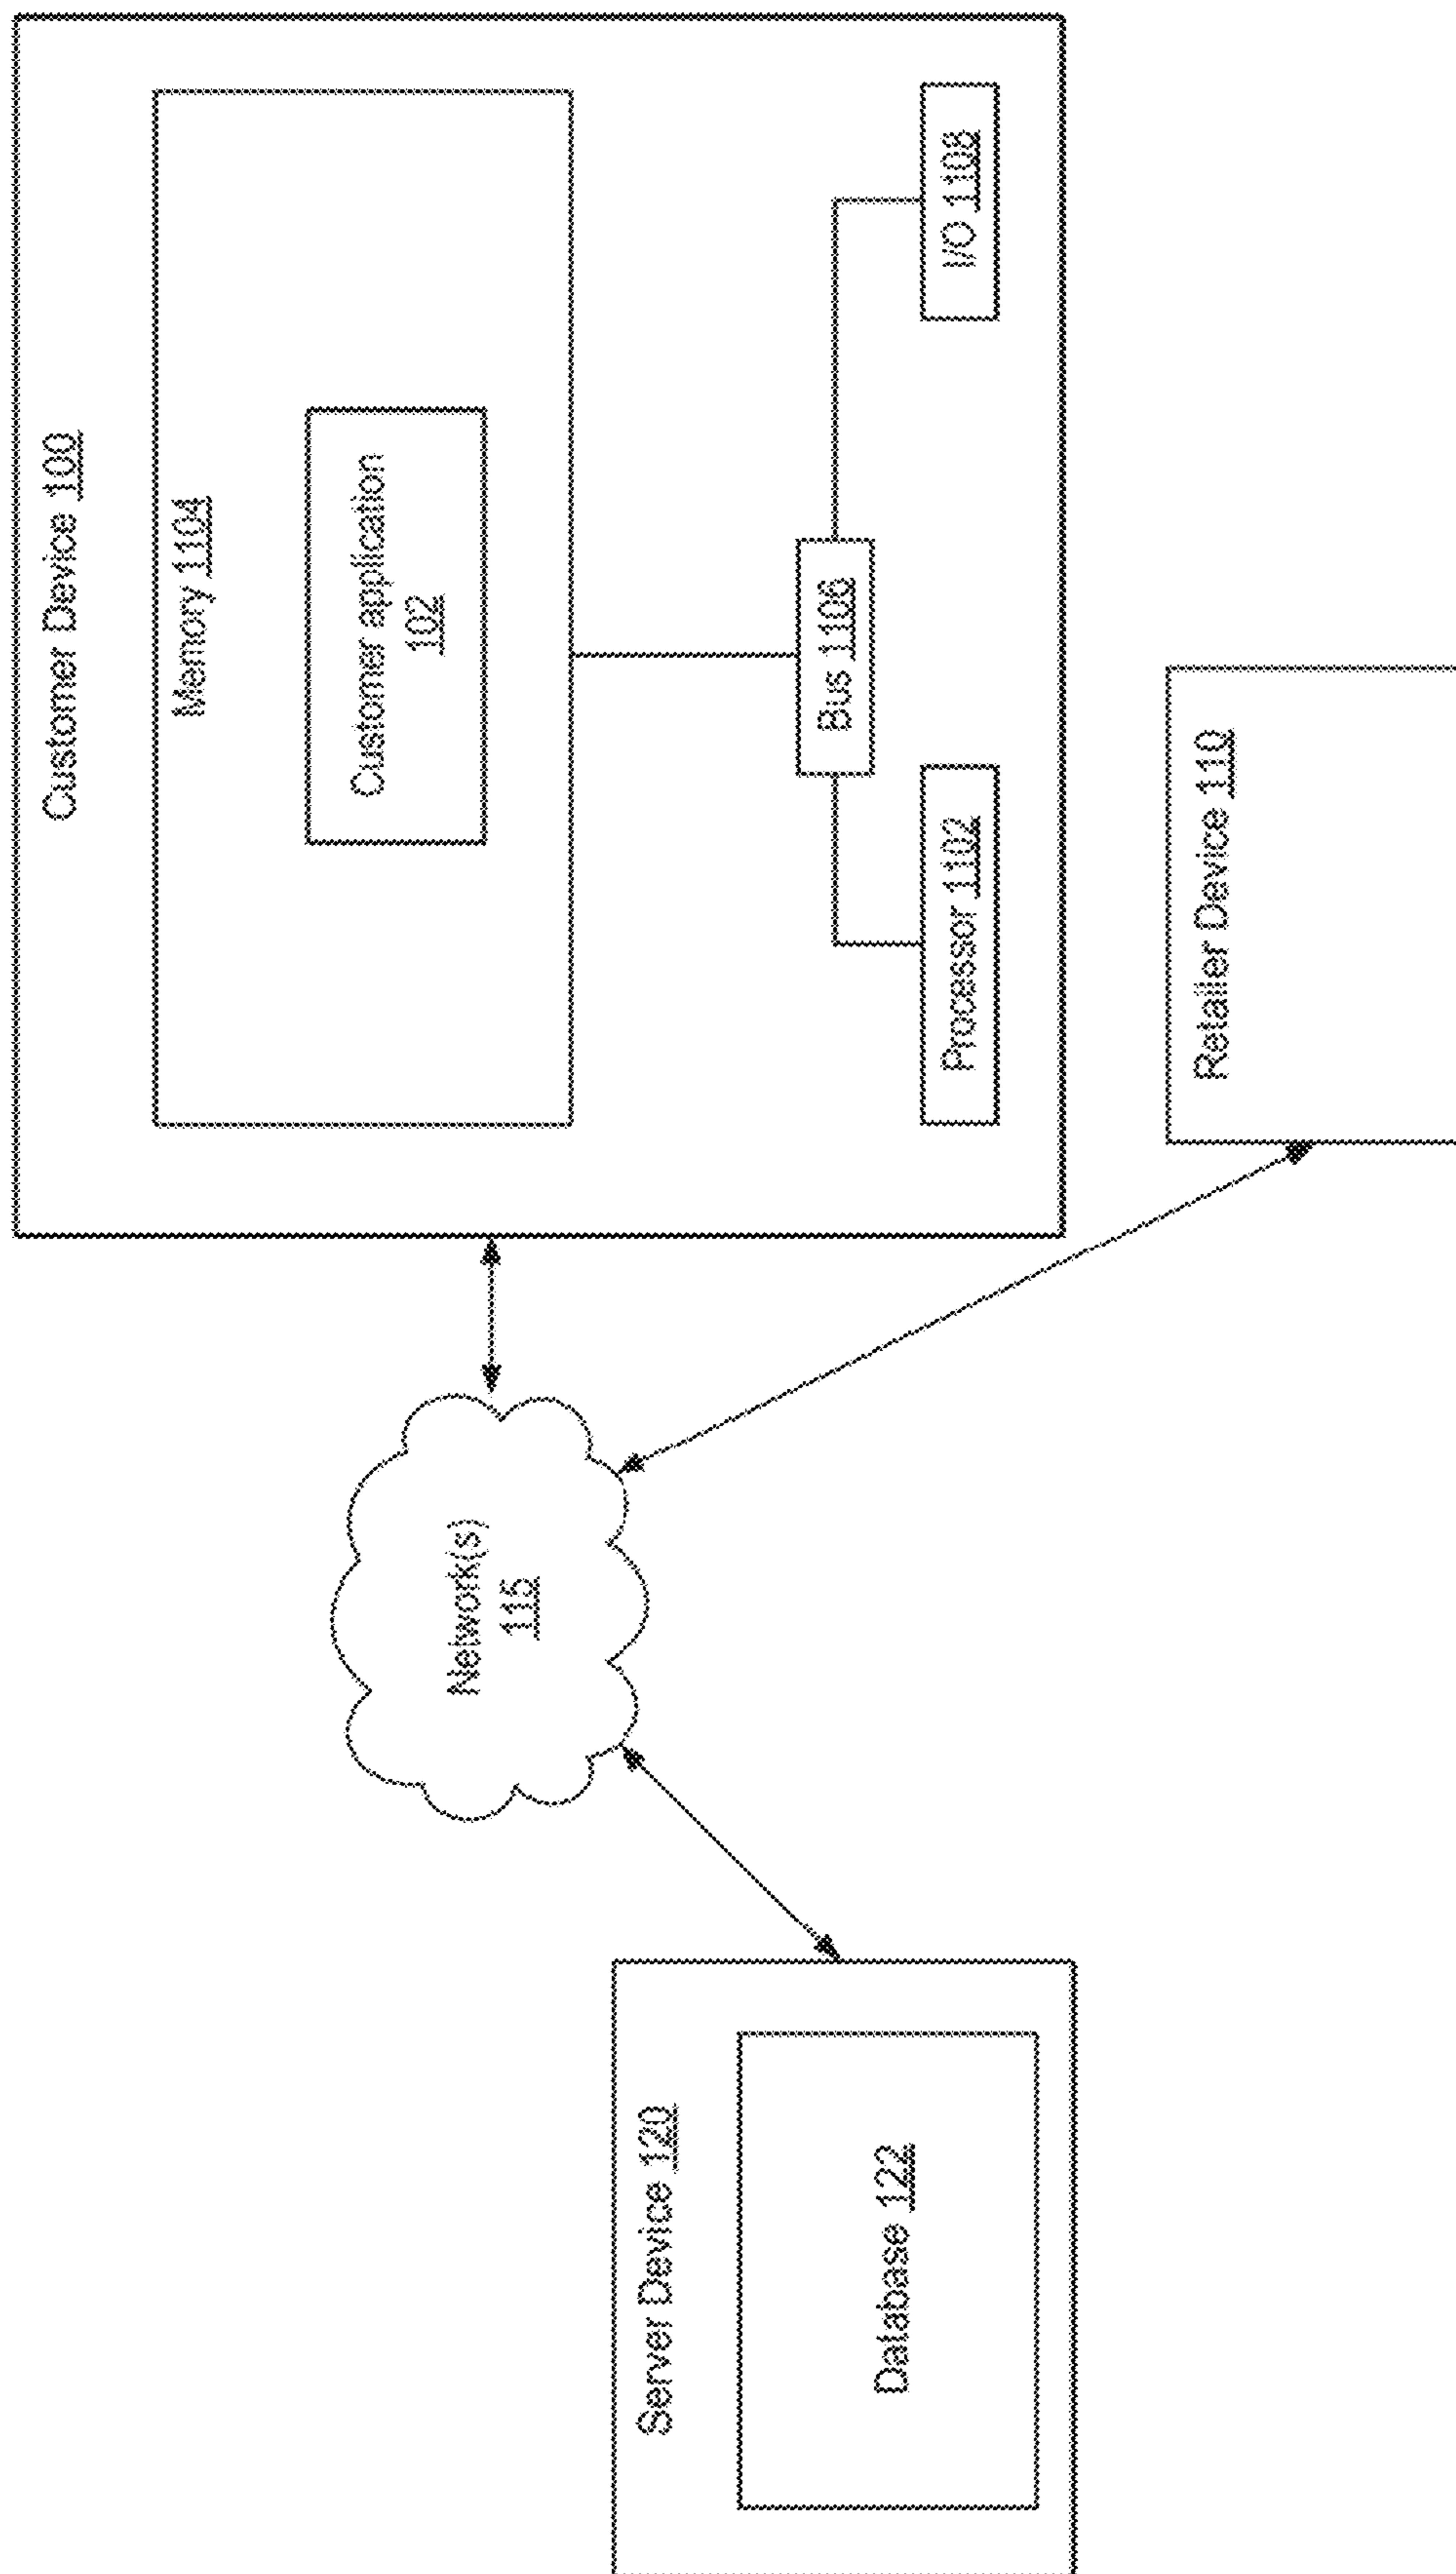 Customer Device 100
Memory 1104
Customer application
102
Bus 1106
Processor 1102
I/O 1108
Network(s)
115
Server Device 120
Database 122
Retailer Device 110